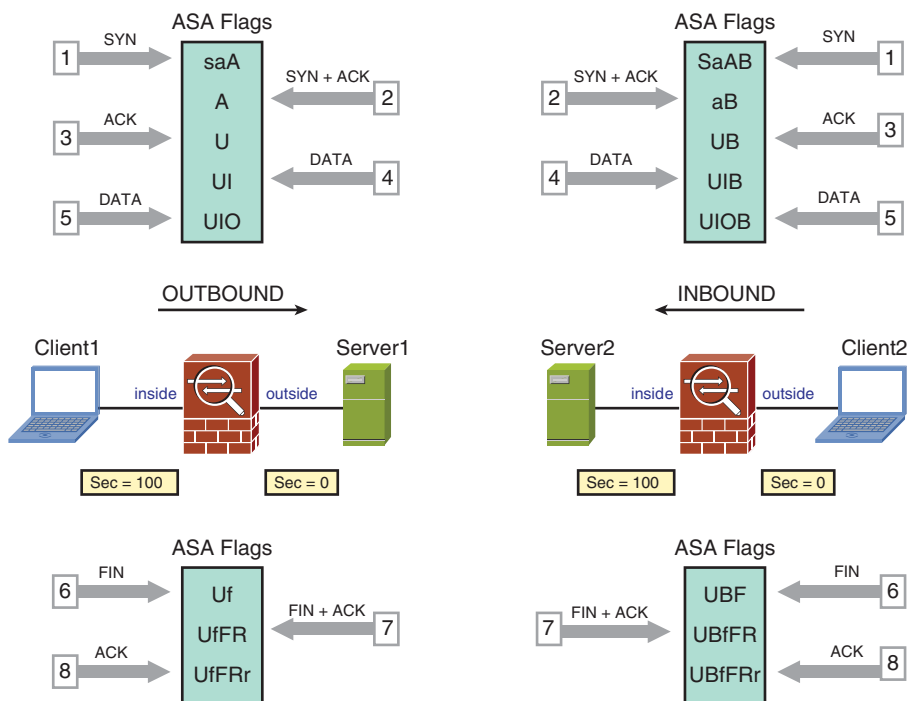 ASA Flags
1
SYN
saA
A
SYN + ACK
2
3
ACK
U
UI
DATA
4
5
DATA
UIO
ASA Flags
SaAB
SYN
1
2
SYN + ACK
aB
UB
ACK
3
4
DATA
UIB
UIOB
DATA
5
OUTBOUND
Client1
Server1
inside
outside
Sec = 100
Sec = 0
INBOUND
Server2
Client2
inside
outside
Sec = 100
Sec = 0
ASA Flags
6
FIN
Uf
UfFR
FIN + ACK
7
8
ACK
UfFRr
ASA Flags
UBF
FIN
6
7
FIN + ACK
UBfFR
UBfFRr
ACK
8